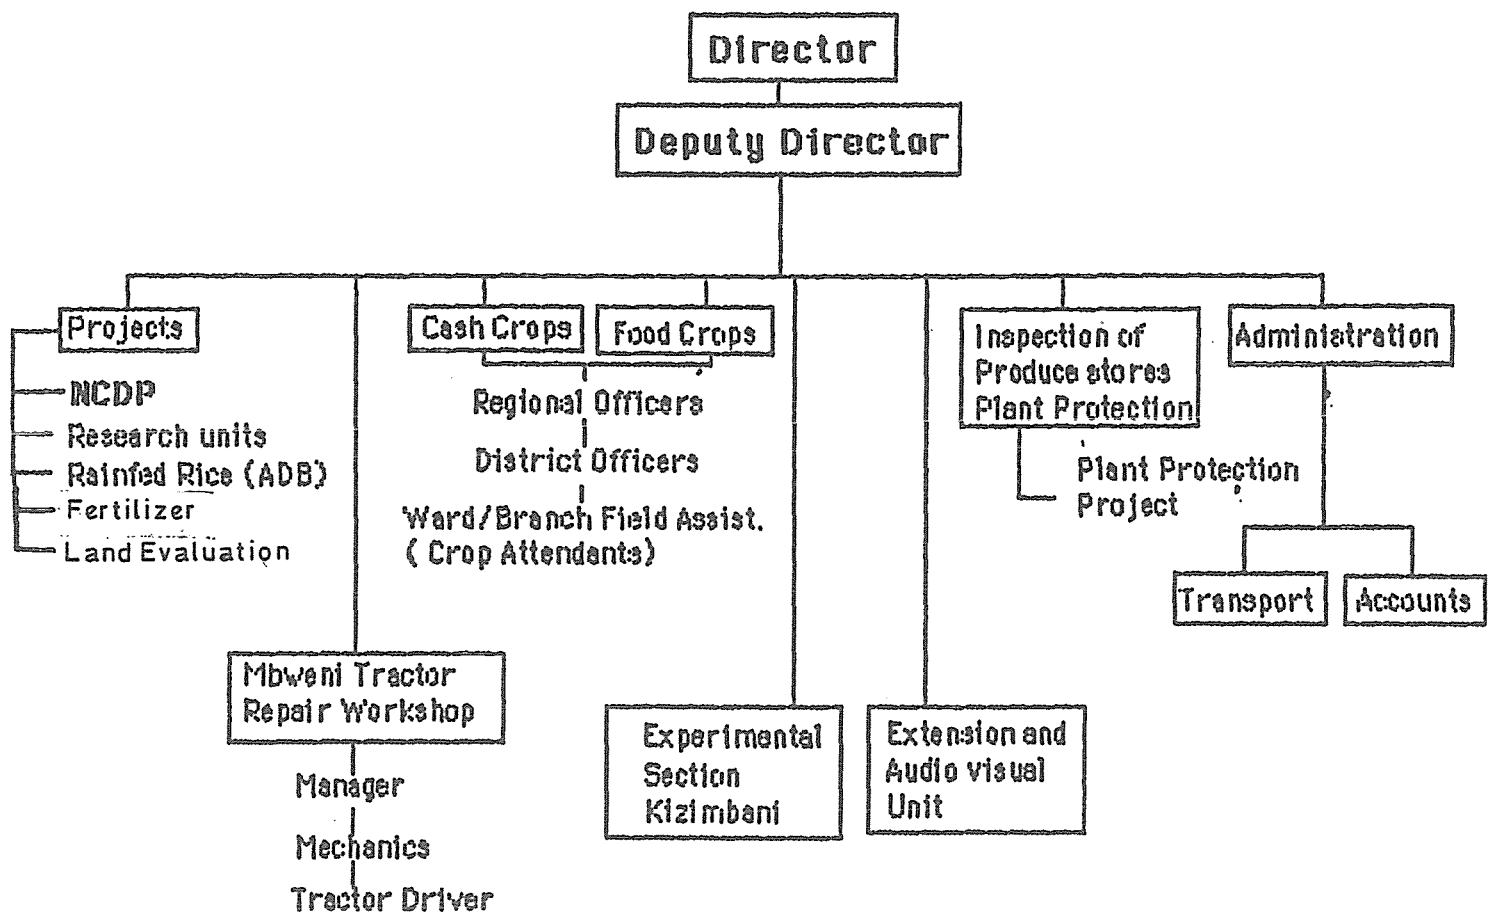 Director
Deputy Director
Projects
NCDP
Research units
Rainfed Rice (ADB)
Fertilizer
Land Evaluation
Mbweni Tractor
Repair Workshop
Manager
Mechanics
Tractor Driver
Cash Crops
Food Crops
Regional Officers
District Officers
Ward/Branch Field Assist.
( Crop Attendants)
Experimental
Section
Kizimbani
Extension and
Audio visual
Unit
Inspection of
Produce stores
Plant Protection
Plant Protection
Project
Administration
Transport
Accounts